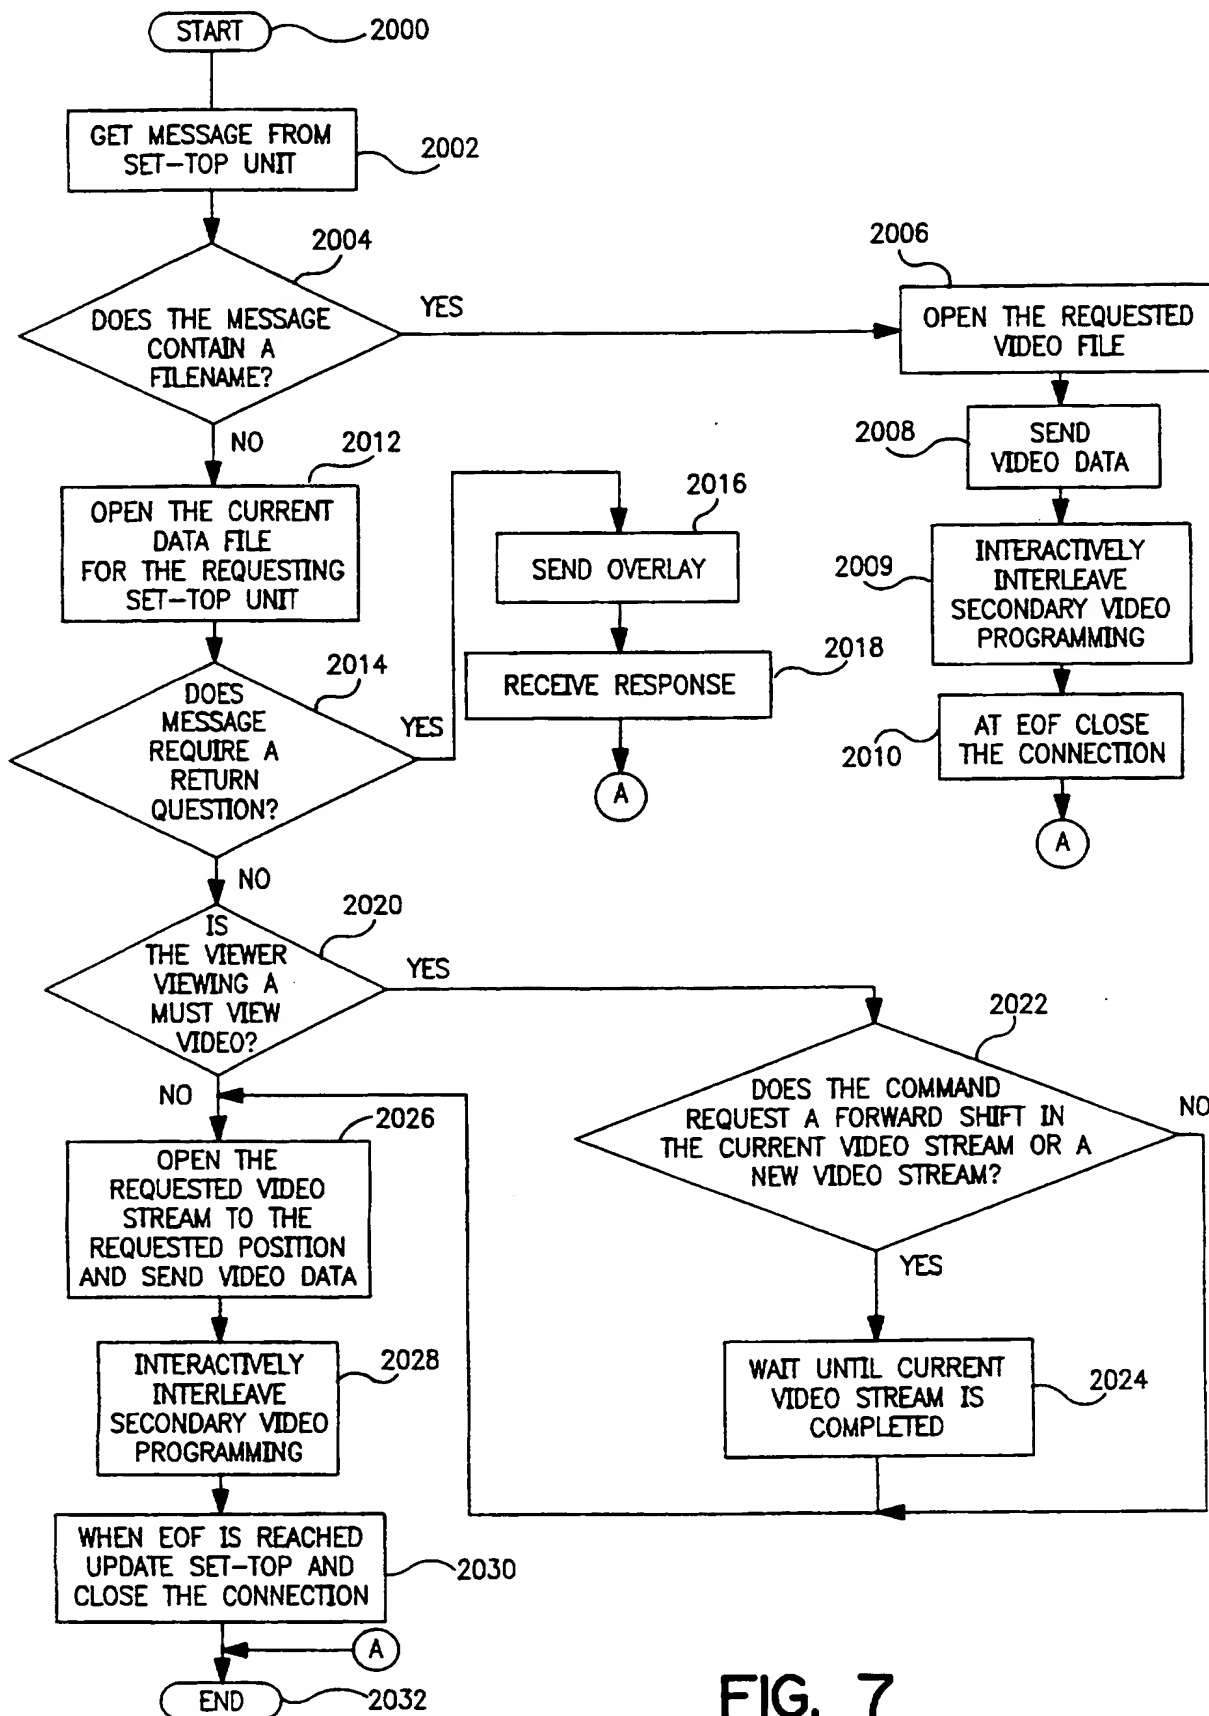 START
2000
GET MESSAGE FROM
SET-TOP UNIT
2002
2004
DOES THE MESSAGE
CONTAIN A
FILENAME?
YES
NO
2006
OPEN THE REQUESTED
VIDEO FILE
2008
SEND
VIDEO DATA
2009
INTERACTIVELY
INTERLEAVE
SECONDARY VIDEO
PROGRAMMING
2010
AT EOF CLOSE
THE CONNECTION
A
2012
OPEN THE CURRENT
DATA FILE
FOR THE REQUESTING
SET-TOP UNIT
2014
DOES
MESSAGE
REQUIRE A
RETURN
QUESTION?
YES
NO
2016
SEND OVERLAY
2018
RECEIVE RESPONSE
A
2020
IS
THE VIEWER
VIEWING A
MUST VIEW
VIDEO?
YES
NO
2022
DOES THE COMMAND
REQUEST A FORWARD SHIFT IN
THE CURRENT VIDEO STREAM OR A
NEW VIDEO STREAM?
NO
YES
WAIT UNTIL CURRENT
VIDEO STREAM IS
COMPLETED
2024
2026
OPEN THE
REQUESTED VIDEO
STREAM TO THE
REQUESTED POSITION
AND SEND VIDEO DATA
INTERACTIVELY
INTERLEAVE
SECONDARY VIDEO
PROGRAMMING
2028
WHEN EOF IS REACHED
UPDATE SET-TOP AND
CLOSE THE CONNECTION
2030
A
END
2032
FIG. 7